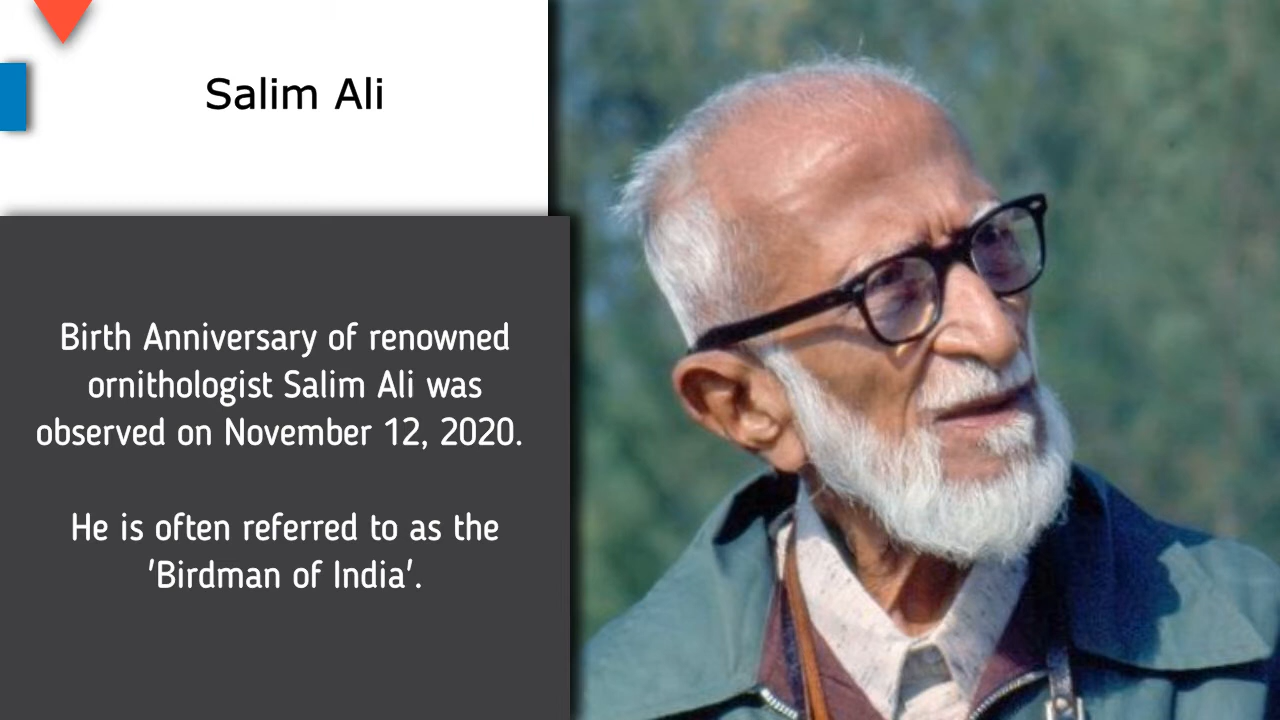 Salim Ali
Birth Anniversary of renowned
ornithologist Salim Ali was
observed on November 12, 2020.
He is often referred to as the
'Birdman of India'.